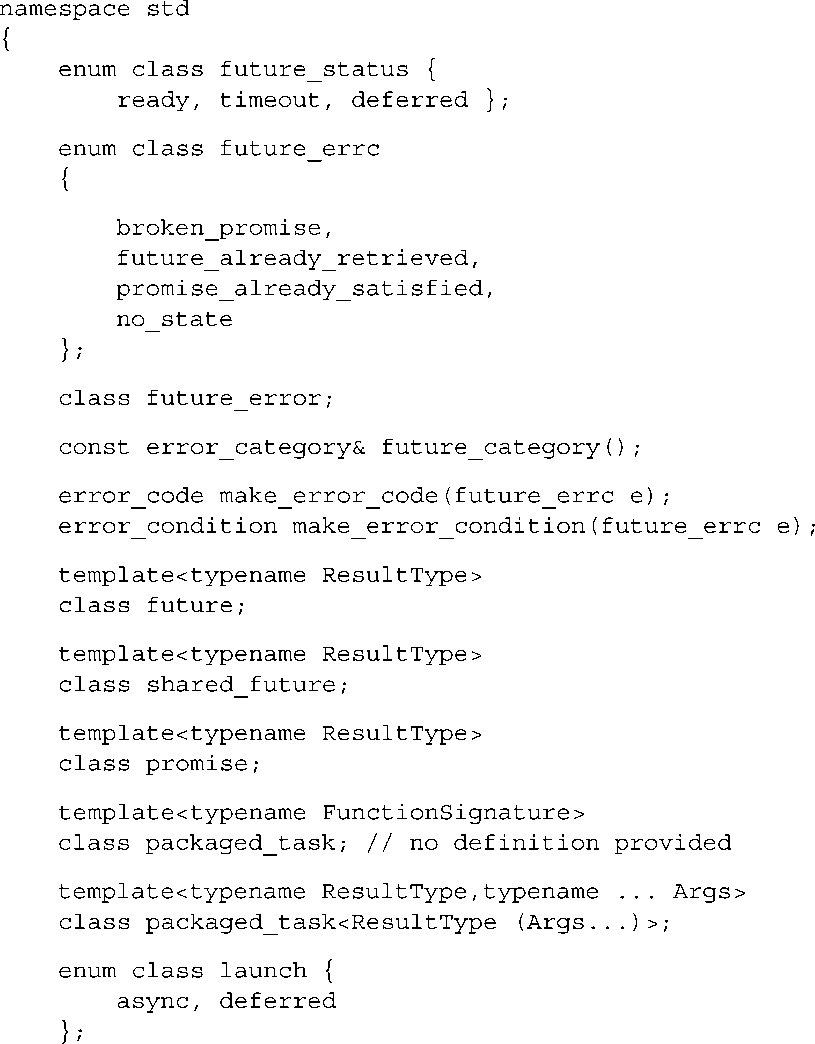 namespace std
{
    enum class future_status {
        ready, timeout, deferred };
    enum class future_errc
    {
        broken_promise,
        future_already_retrieved,
        promise_already_satisfied,
        no_state
    };
    class future_error;
    const error_category& future_category();
    error_code make_error_code(future_errc e);
    error_condition make_error_condition(future_errc e);
    template<typename ResultType>
    class future;
    template<typename ResultType>
    class shared_future;
    template<typename ResultType>
    class promise;
    template<typename FunctionSignature>
    class packaged_task; // no definition provided
    template<typename ResultType,typename ... Args>
    class packaged_task<ResultType (Args...)>;
    enum class launch {
        async, deferred
    };